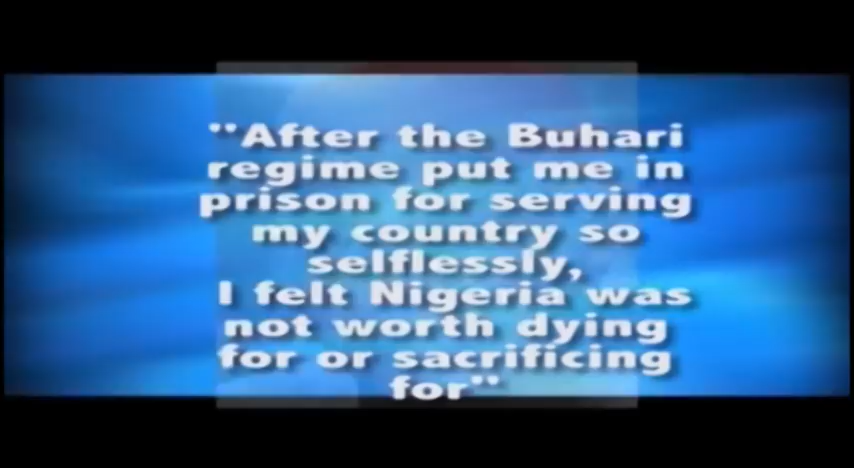 "After the Buhari
regime put me in
prison for serving
my country so
selflessly,
I felt Nigeria was
not worth dying
for or sacrificing
for"